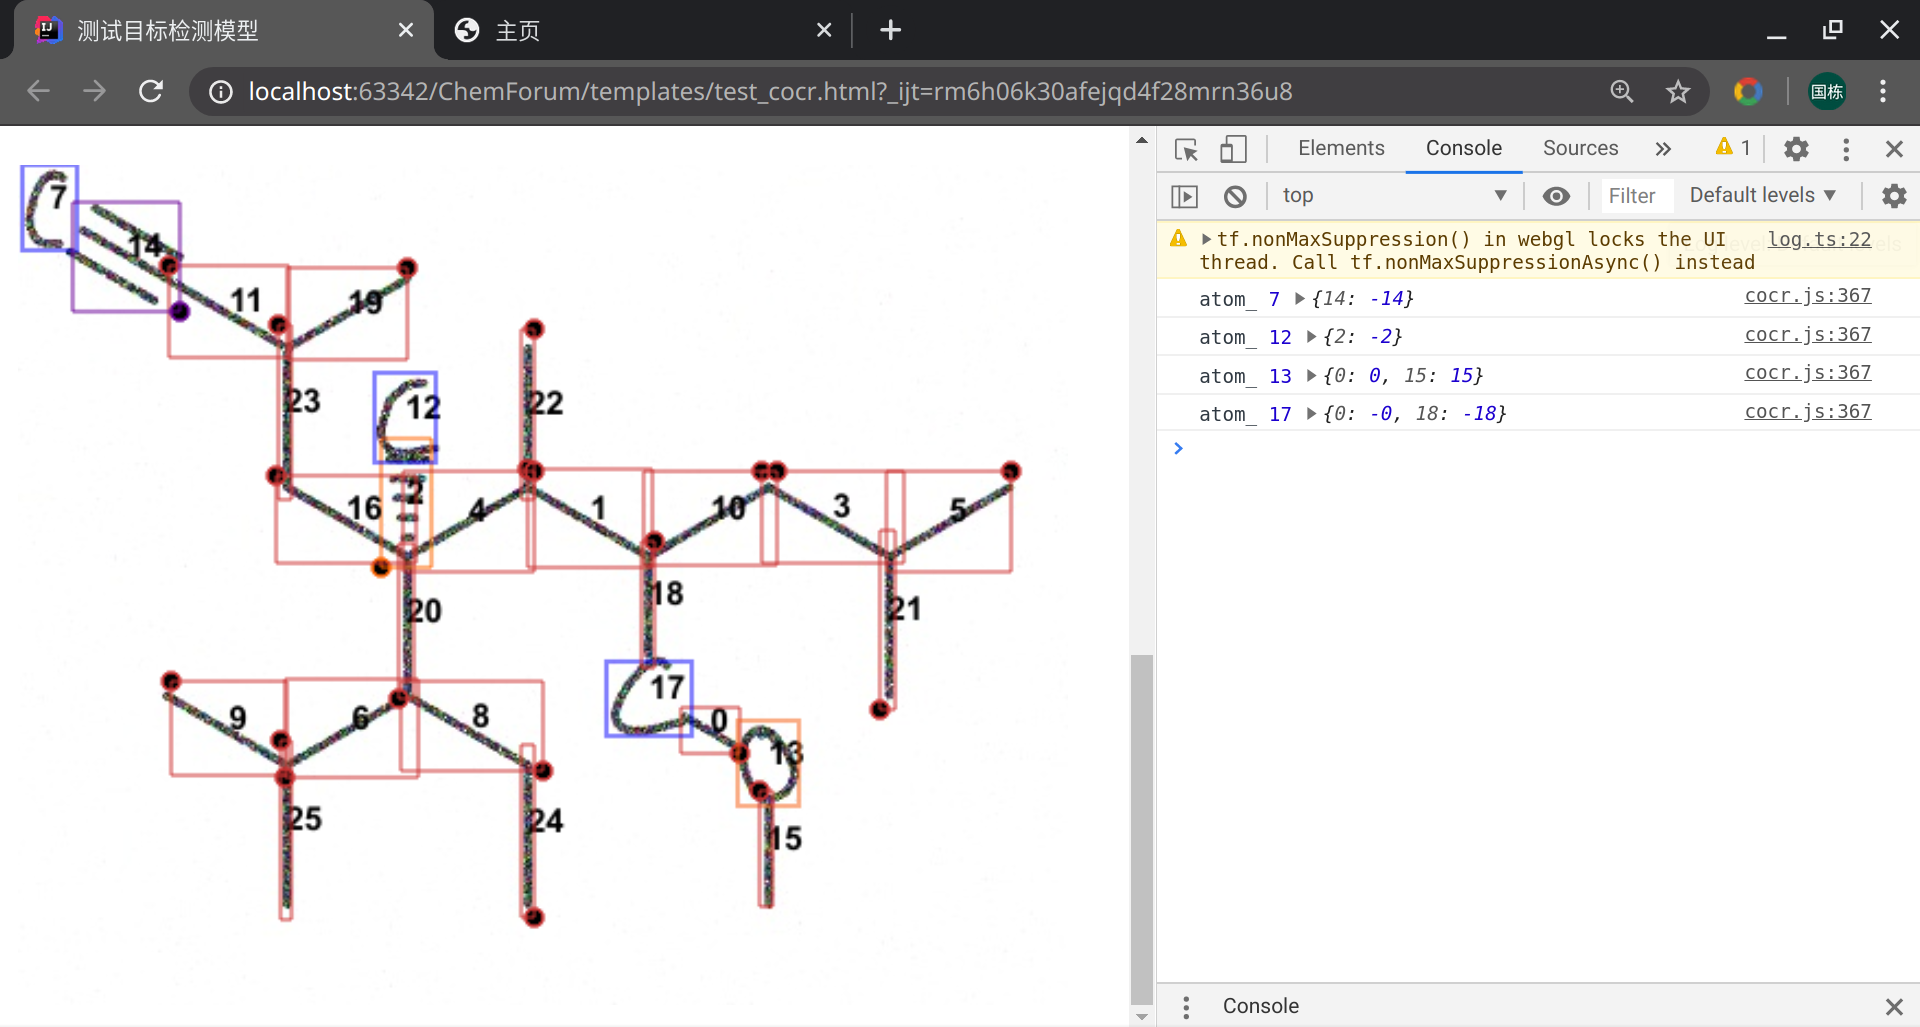 测试目标检测模型
主页
localhost:63342/ChemForum/templates/test_cocr.html?_ijt=rm6h06k30afejqd4f28mrn36u8
国栋
Elements Console Sources 1
top Filter Default levels
tf.nonMaxSuppression() in webgl locks the UI log.ts:22
thread. Call tf.nonMaxSuppressionAsync() instead
atom_ 7 {14: -14} cocr.js:367
atom_ 12 {2: -2} cocr.js:367
atom_ 13 {0: 0, 15: 15} cocr.js:367
atom_ 17 {0: -0, 18: -18} cocr.js:367
Console
7
14
11
19
23
12
22
16
2
4
1
10
3
5
20
18
21
17
9
6
8
0
13
25
24
15